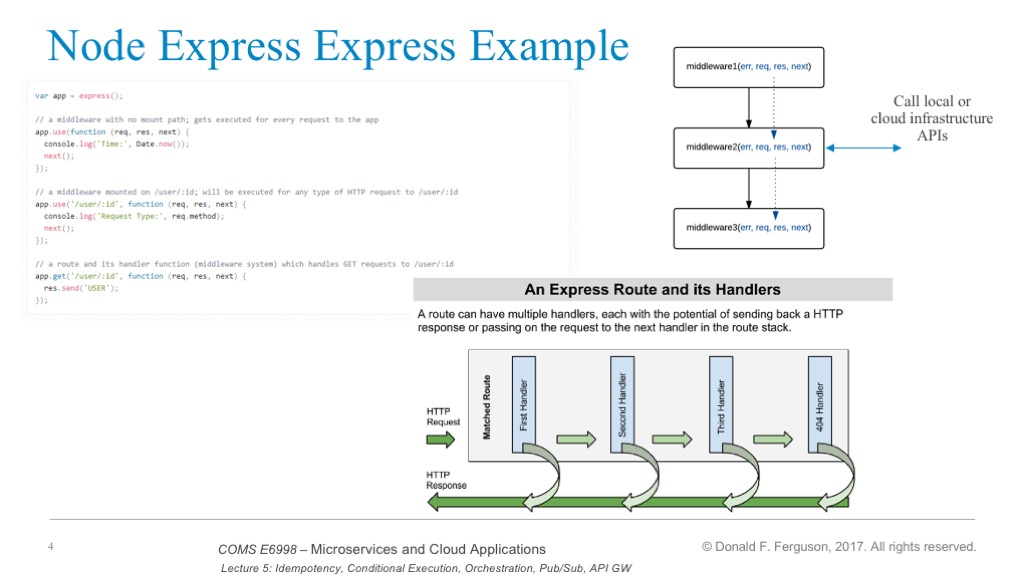 Node Express Express Example
var app = express();
// a middleware with no mount path; gets executed for every request to the app
app.use(function (req, res, next) {
  console.log('Time:', Date.now());
  next();
});
// a middleware mounted on /user/:id; will be executed for any type of HTTP request to /user/:id
app.use('/user/:id', function (req, res, next) {
  console.log('Request Type:', req.method);
  next();
});
// a route and its handler function (middleware system) which handles GET requests to /user/:id
app.get('/user/:id', function (req, res, next) {
  res.send('USER');
});
middleware1(err, req, res, next)
middleware2(err, req, res, next)
middleware3(err, req, res, next)
Call local or
cloud infrastructure
APIs
An Express Route and its Handlers
A route can have multiple handlers, each with the potential of sending back a HTTP
response or passing on the request to the next handler in the route stack.
HTTP
Request
Matched Route
First Handler
Second Handler
Third Handler
404 Handler
HTTP
Response
4
COMS E6998 – Microservices and Cloud Applications
Lecture 5: Idempotency, Conditional Execution, Orchestration, Pub/Sub, API GW
© Donald F. Ferguson, 2017. All rights reserved.